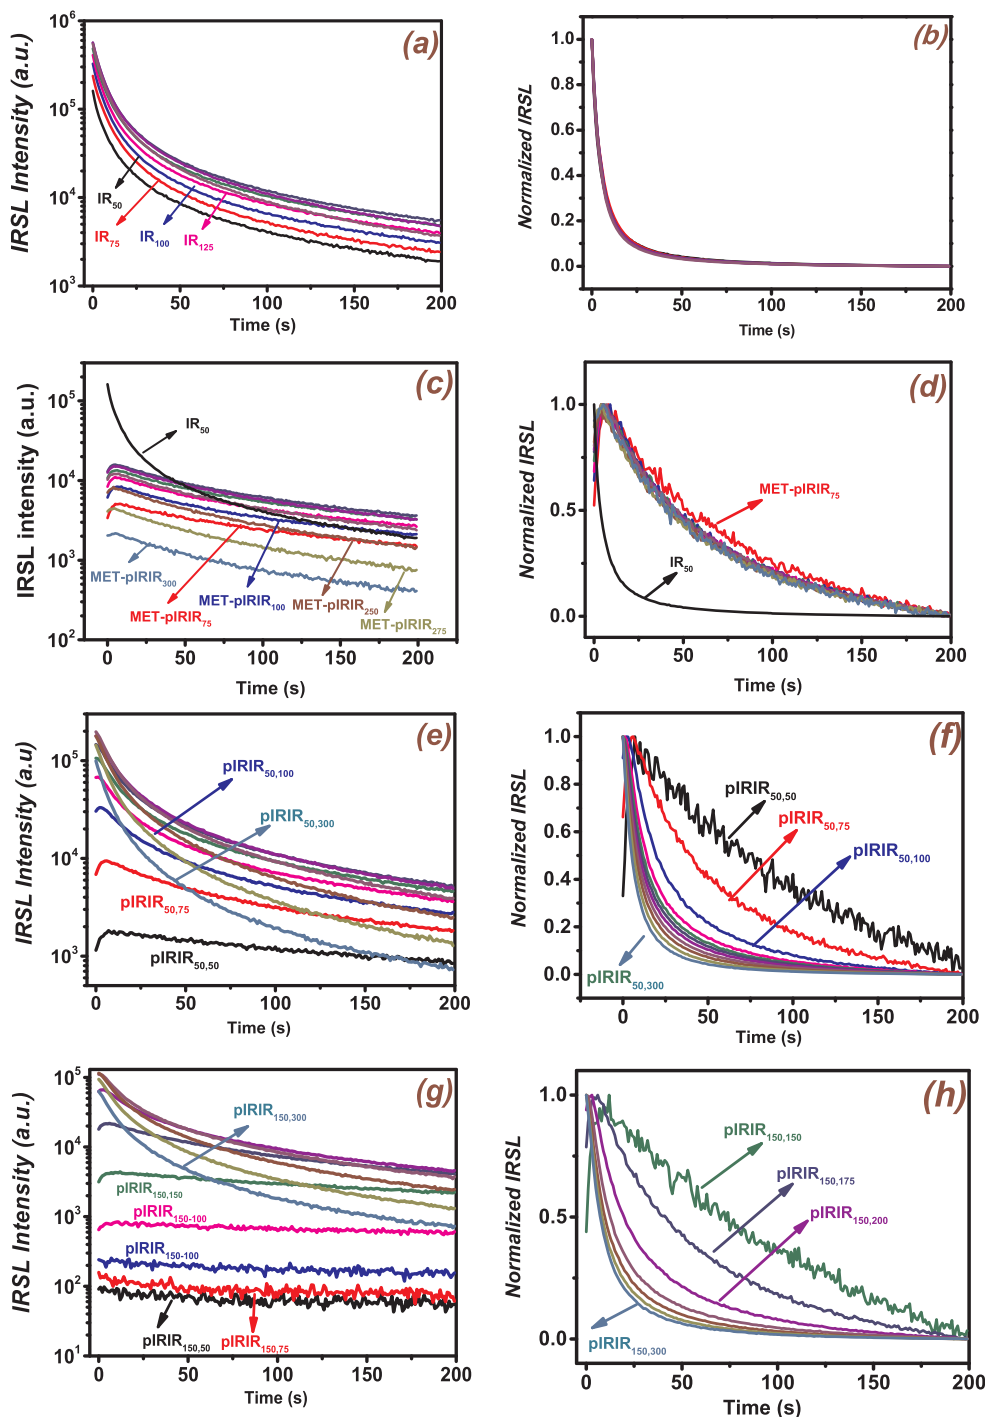 (a)
IRSL Intensity (a.u.)
10^6
10^5
10^4
10^3
IR50
IR75
IR100
IR125
0 50 100 150 200
Time (s)
(b)
Normalized IRSL
1.0
0.8
0.6
0.4
0.2
0.0
0 50 100 150 200
Time (s)
(c)
IRSL intensity (a.u.)
10^5
10^4
10^3
10^2
IR50
MET-pIRIR300
MET-pIRIR100
MET-pIRIR250
MET-pIRIR75
MET-pIRIR275
0 50 100 150 200
Time (s)
(d)
Normalized IRSL
1.0
0.5
0.0
MET-pIRIR75
IR50
0 50 100 150 200
Time (s)
(e)
IRSL Intensity (a.u)
10^5
10^4
10^3
pIRIR50,100
pIRIR50,300
pIRIR50,75
pIRIR50,50
0 50 100 150 200
Time (s)
(f)
Normalized IRSL
1.0
0.8
0.6
0.4
0.2
0.0
pIRIR50,50
pIRIR50,75
pIRIR50,100
pIRIR50,300
0 50 100 150 200
Time (s)
(g)
IRSL Intensity (a.u.)
10^5
10^4
10^3
10^2
10^1
pIRIR150,300
pIRIR150,150
pIRIR150-100
pIRIR150-100
pIRIR150,50
pIRIR150,75
0 50 100 150 200
Time (s)
(h)
Normalized IRSL
1.0
0.5
0.0
pIRIR150,150
pIRIR150,175
pIRIR150,200
pIRIR150,300
0 50 100 150 200
Time (s)